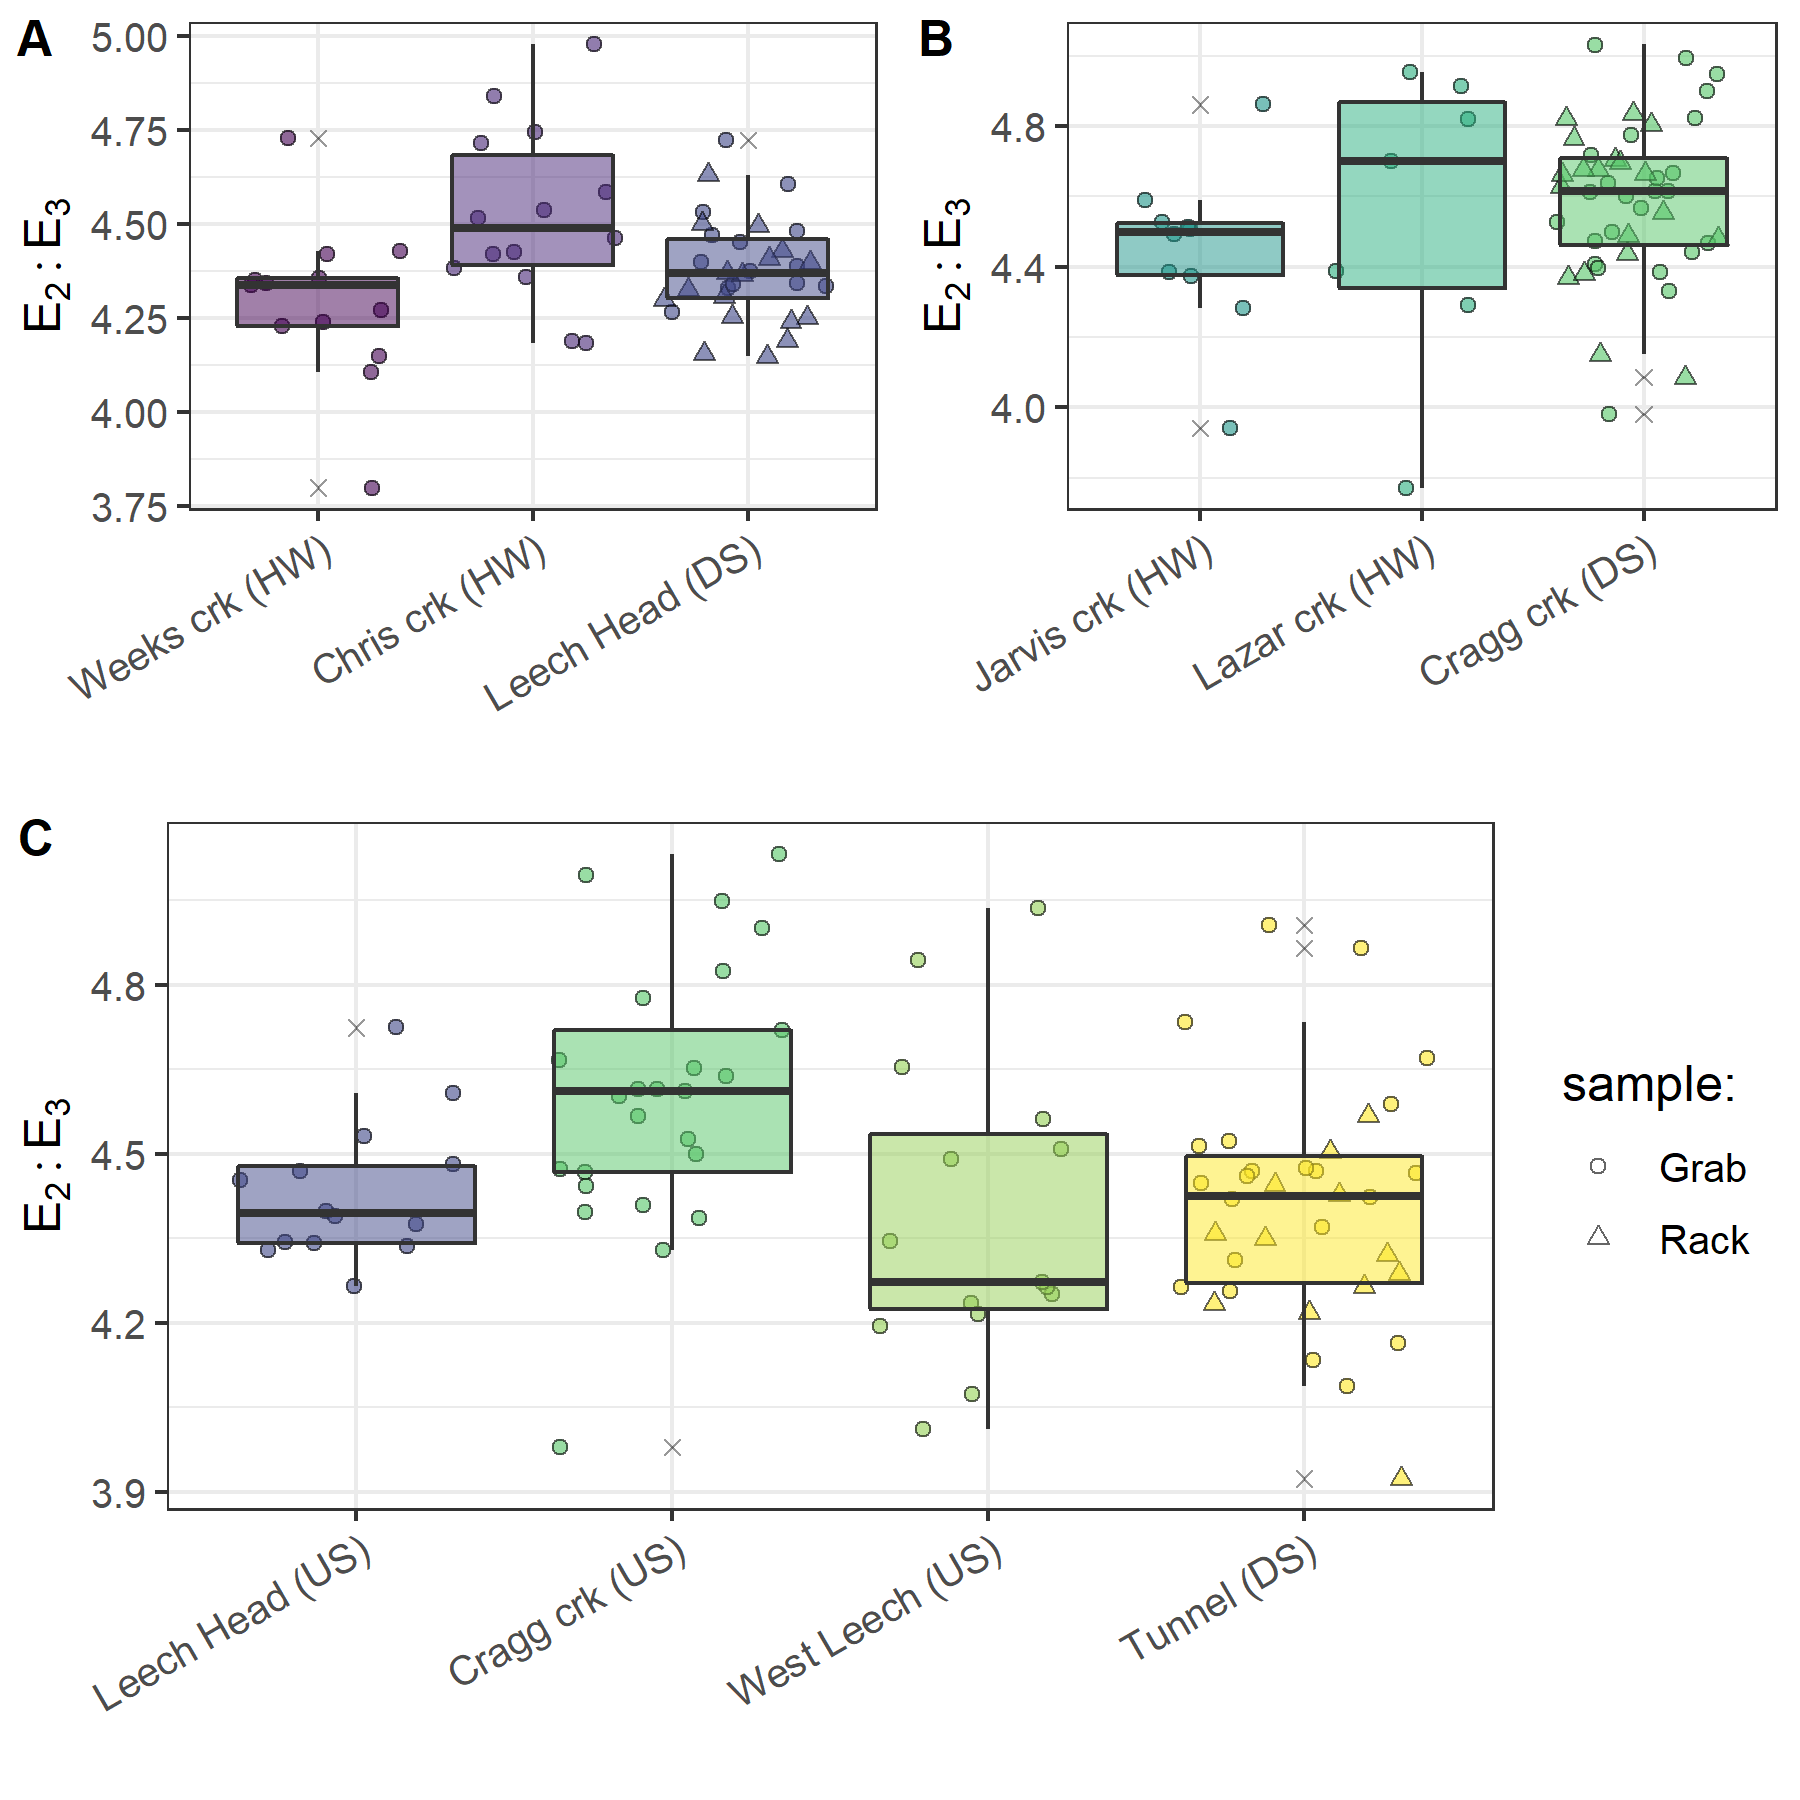 A
E2 : E3
5.00
4.75
4.50
4.25
4.00
3.75
Weeks crk (HW)
Chris crk (HW)
Leech Head (DS)
B
E2 : E3
4.8
4.4
4.0
Jarvis crk (HW)
Lazar crk (HW)
Cragg crk (DS)
C
E2 : E3
4.8
4.5
4.2
3.9
Leech Head (US)
Cragg crk (US)
West Leech (US)
Tunnel (DS)
sample:
Grab
Rack